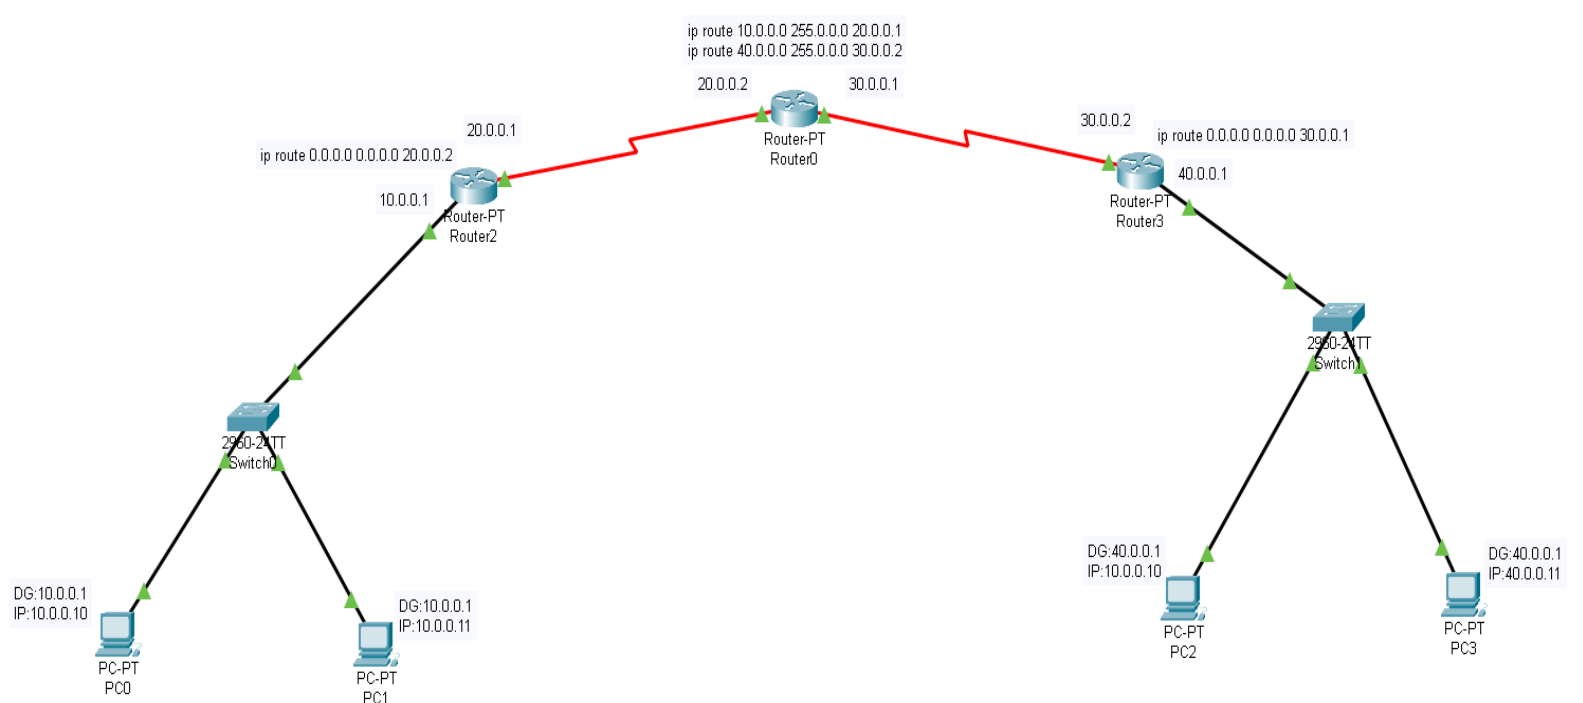 ip route 10.0.0.0 255.0.0.0 20.0.0.1
ip route 40.0.0.0 255.0.0.0 30.0.0.2
20.0.0.2
30.0.0.1
Router-PT
Router0
20.0.0.1
ip route 0.0.0.0 0.0.0.0 20.0.0.2
10.0.0.1
Router-PT
Router2
30.0.0.2
ip route 0.0.0.0 0.0.0.0 30.0.0.1
40.0.0.1
Router-PT
Router3
2960-24TT
Switch0
2960-24TT
Switch1
DG:10.0.0.1
IP:10.0.0.10
PC-PT
PC0
DG:10.0.0.1
IP:10.0.0.11
PC-PT
PC1
DG:40.0.0.1
IP:10.0.0.10
PC-PT
PC2
DG:40.0.0.1
IP:40.0.0.11
PC-PT
PC3